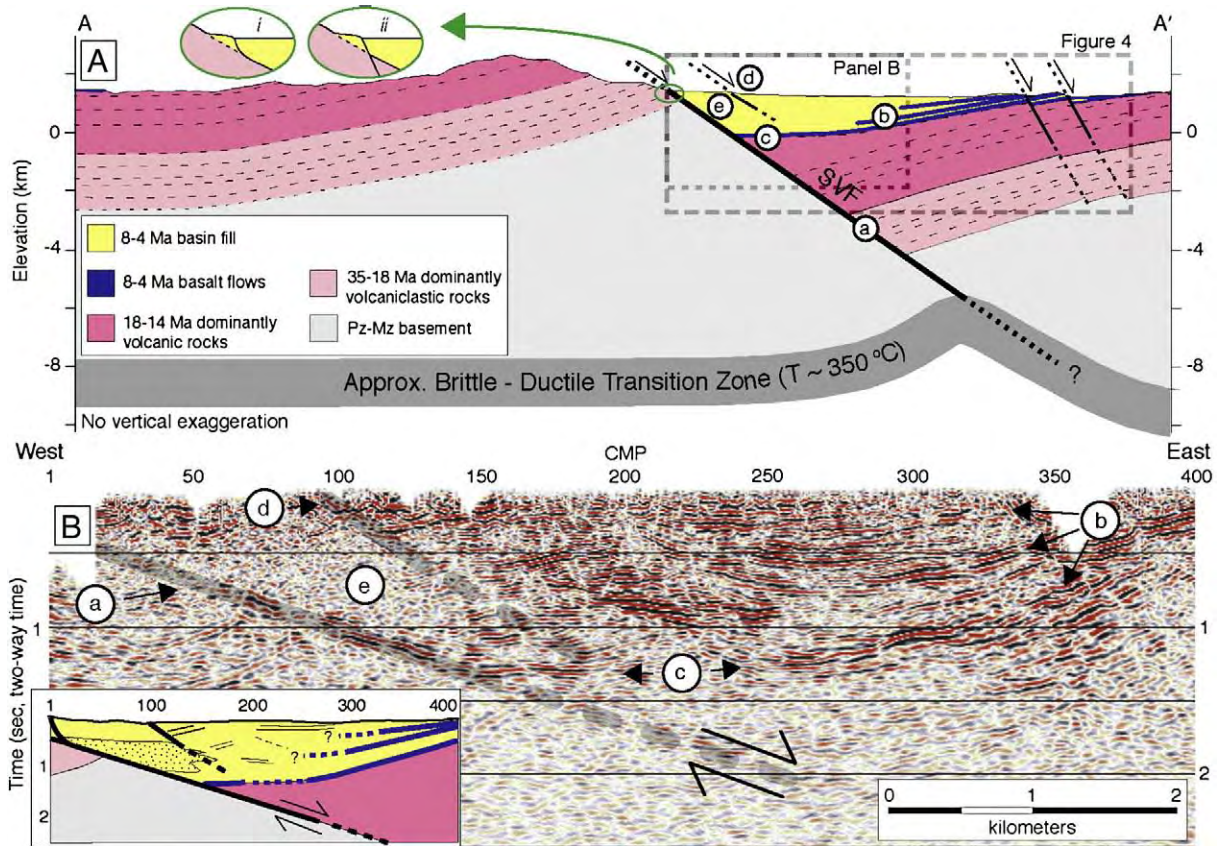 A
A'
i
ii
A
Figure 4
Panel B
d
e
b
c
SVF
a
Elevation (km)
0
-4
-8
0
-4
-8
8-4 Ma basin fill
8-4 Ma basalt flows
18-14 Ma dominantly
volcanic rocks
35-18 Ma dominantly
volcaniclastic rocks
Pz-Mz basement
Approx. Brittle - Ductile Transition Zone (T ~ 350 °C)
?
No vertical exaggeration
West
CMP
East
1 50 100 150 200 250 300 350 400
B
d
b
a
e
c
Time (sec, two-way time)
1
1
2
1 100 200 300 400
?
?
1
2
0 1 2
kilometers